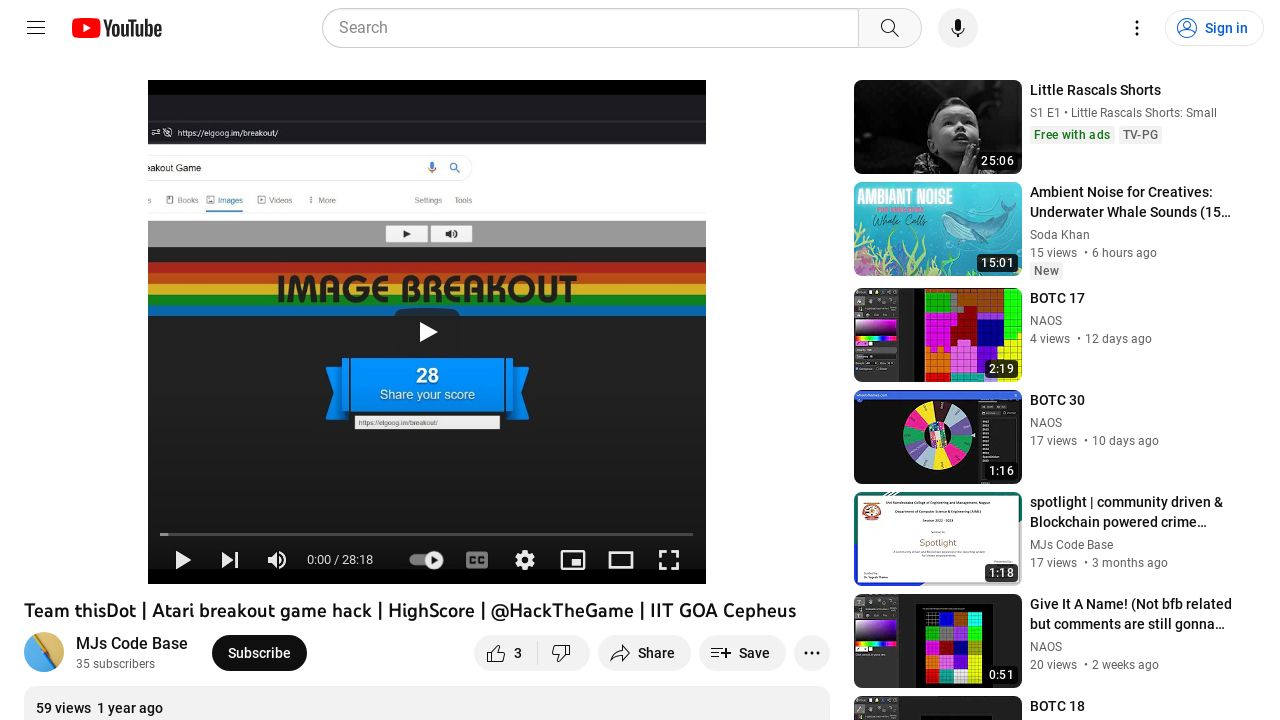 YouTube
Search
Sign in
https://elgoog.im/breakout/
eakout Game
Books
Images
Videos
More
Settings
Tools
IMAGE BREAKOUT
28
Share your score
https://elgoog.im/breakout/
0:00 / 28:18
CC
Team thisDot | Atari breakout game hack | HighScore | @HackTheGame | IIT GOA Cepheus
MJs Code Base
35 subscribers
Subscribe
3
Share
Save
59 views 1 year ago
25:06
Little Rascals Shorts
S1 E1 • Little Rascals Shorts: Small
Free with ads
TV-PG
AMBIANT NOISE
Whale Calls
15:01
Ambient Noise for Creatives:
Underwater Whale Sounds (15…
Soda Khan
15 views • 6 hours ago
New
2:19
BOTC 17
NAOS
4 views • 12 days ago
1:16
BOTC 30
NAOS
17 views • 10 days ago
Session 2022 - 2023
Spotlight
1:18
spotlight | community driven &
Blockchain powered crime…
MJs Code Base
17 views • 3 months ago
0:51
Give It A Name! (Not bfb related
but comments are still gonna…
NAOS
20 views • 2 weeks ago
BOTC 18